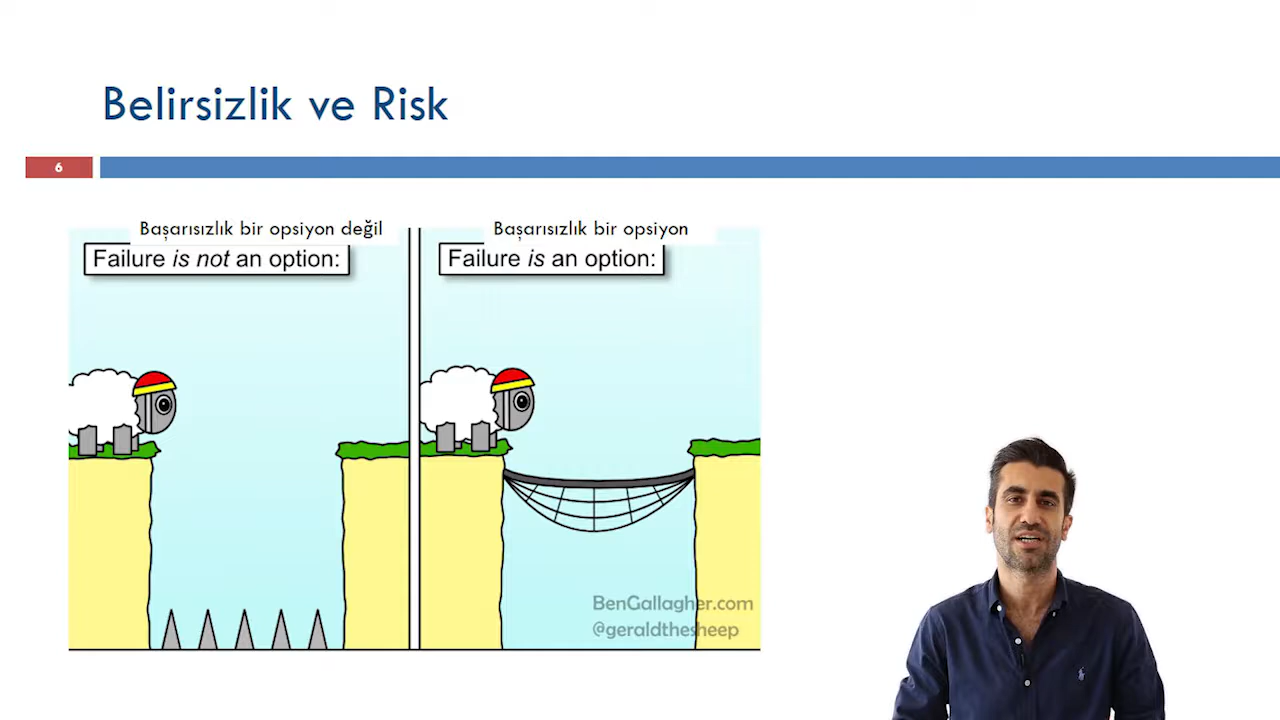 Belirsizlik ve Risk
6
Başarısızlık bir opsiyon değil
Failure is not an option:
Başarısızlık bir opsiyon
Failure is an option:
BenGallagher.com
@geraldthesheep